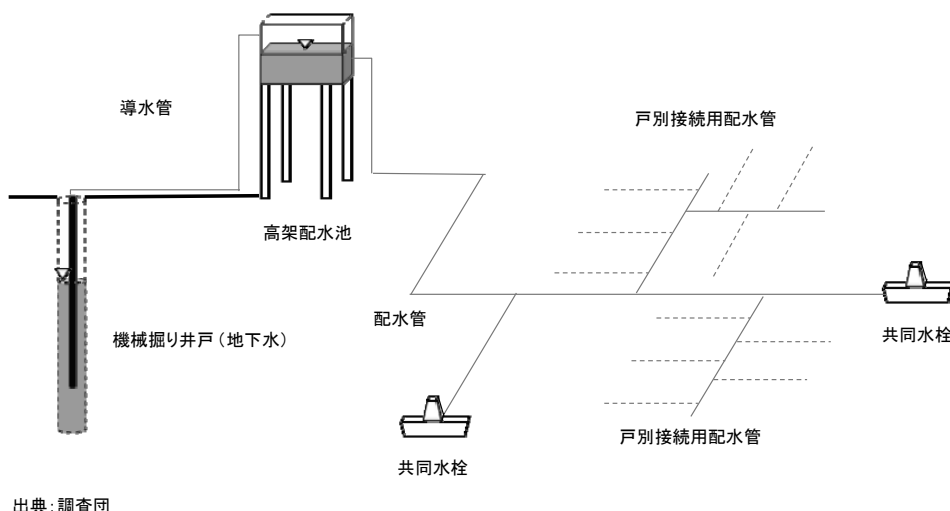 戸別接続用配水管
導水管
高架配水池
配水管
機械掘り井戸（地下水）
共同水栓
戸別接続用配水管
共同水栓
出典：調査団